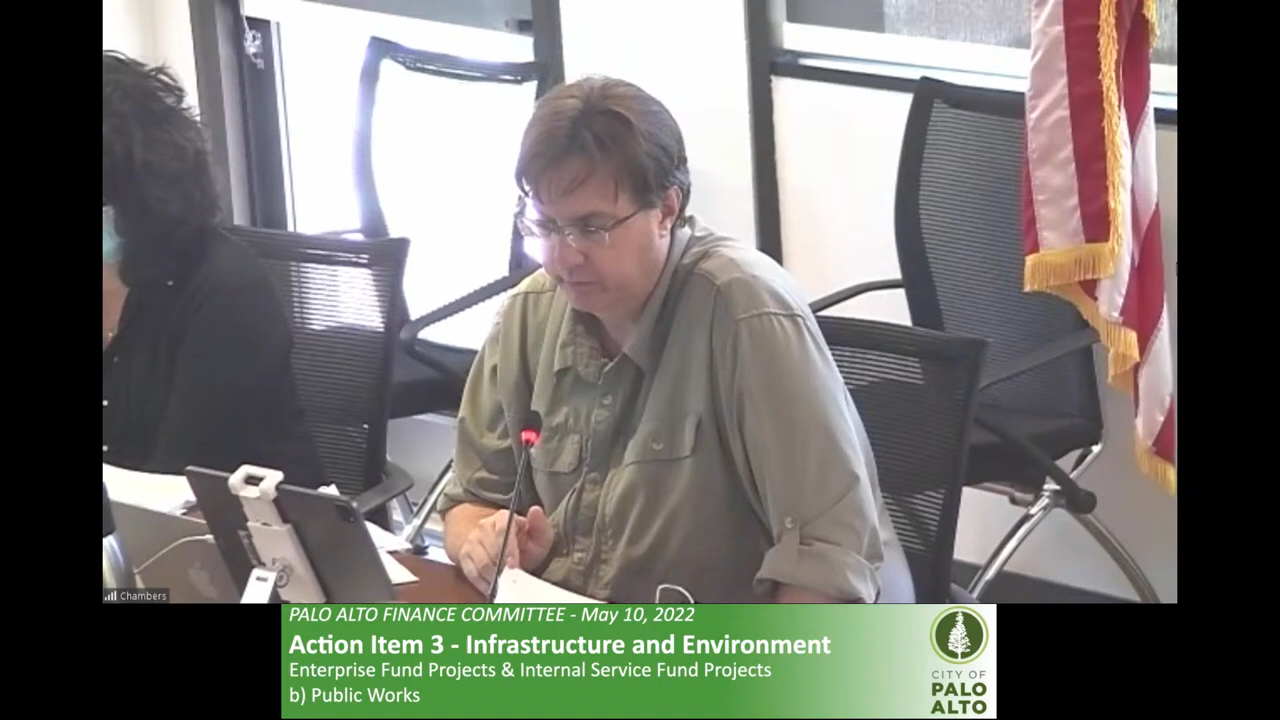 Chambers
PALO ALTO FINANCE COMMITTEE - May 10, 2022
Action Item 3 - Infrastructure and Environment
Enterprise Fund Projects & Internal Service Fund Projects
b) Public Works
CITY OF
PALO
ALTO